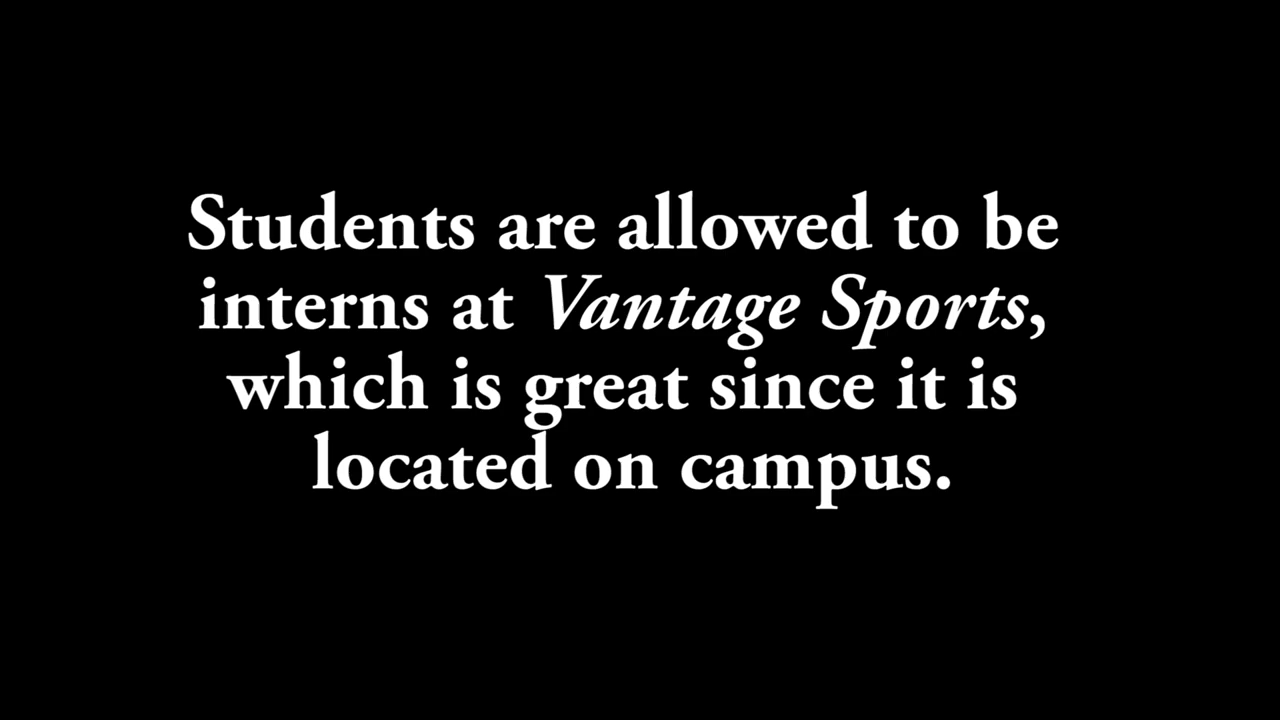 Students are allowed to be
interns at Vantage Sports,
which is great since it is
located on campus.